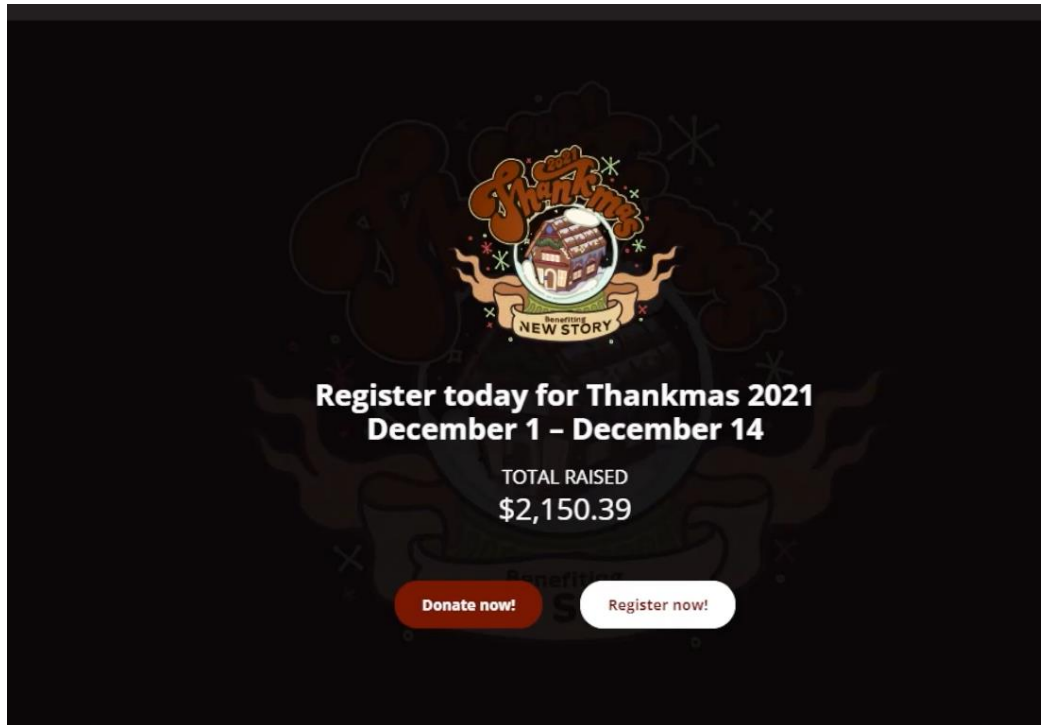 2021
Thankmas
Benefiting
NEW STORY
Register today for Thankmas 2021
December 1 – December 14
TOTAL RAISED
$2,150.39
Benefiting
Donate now!
Register now!